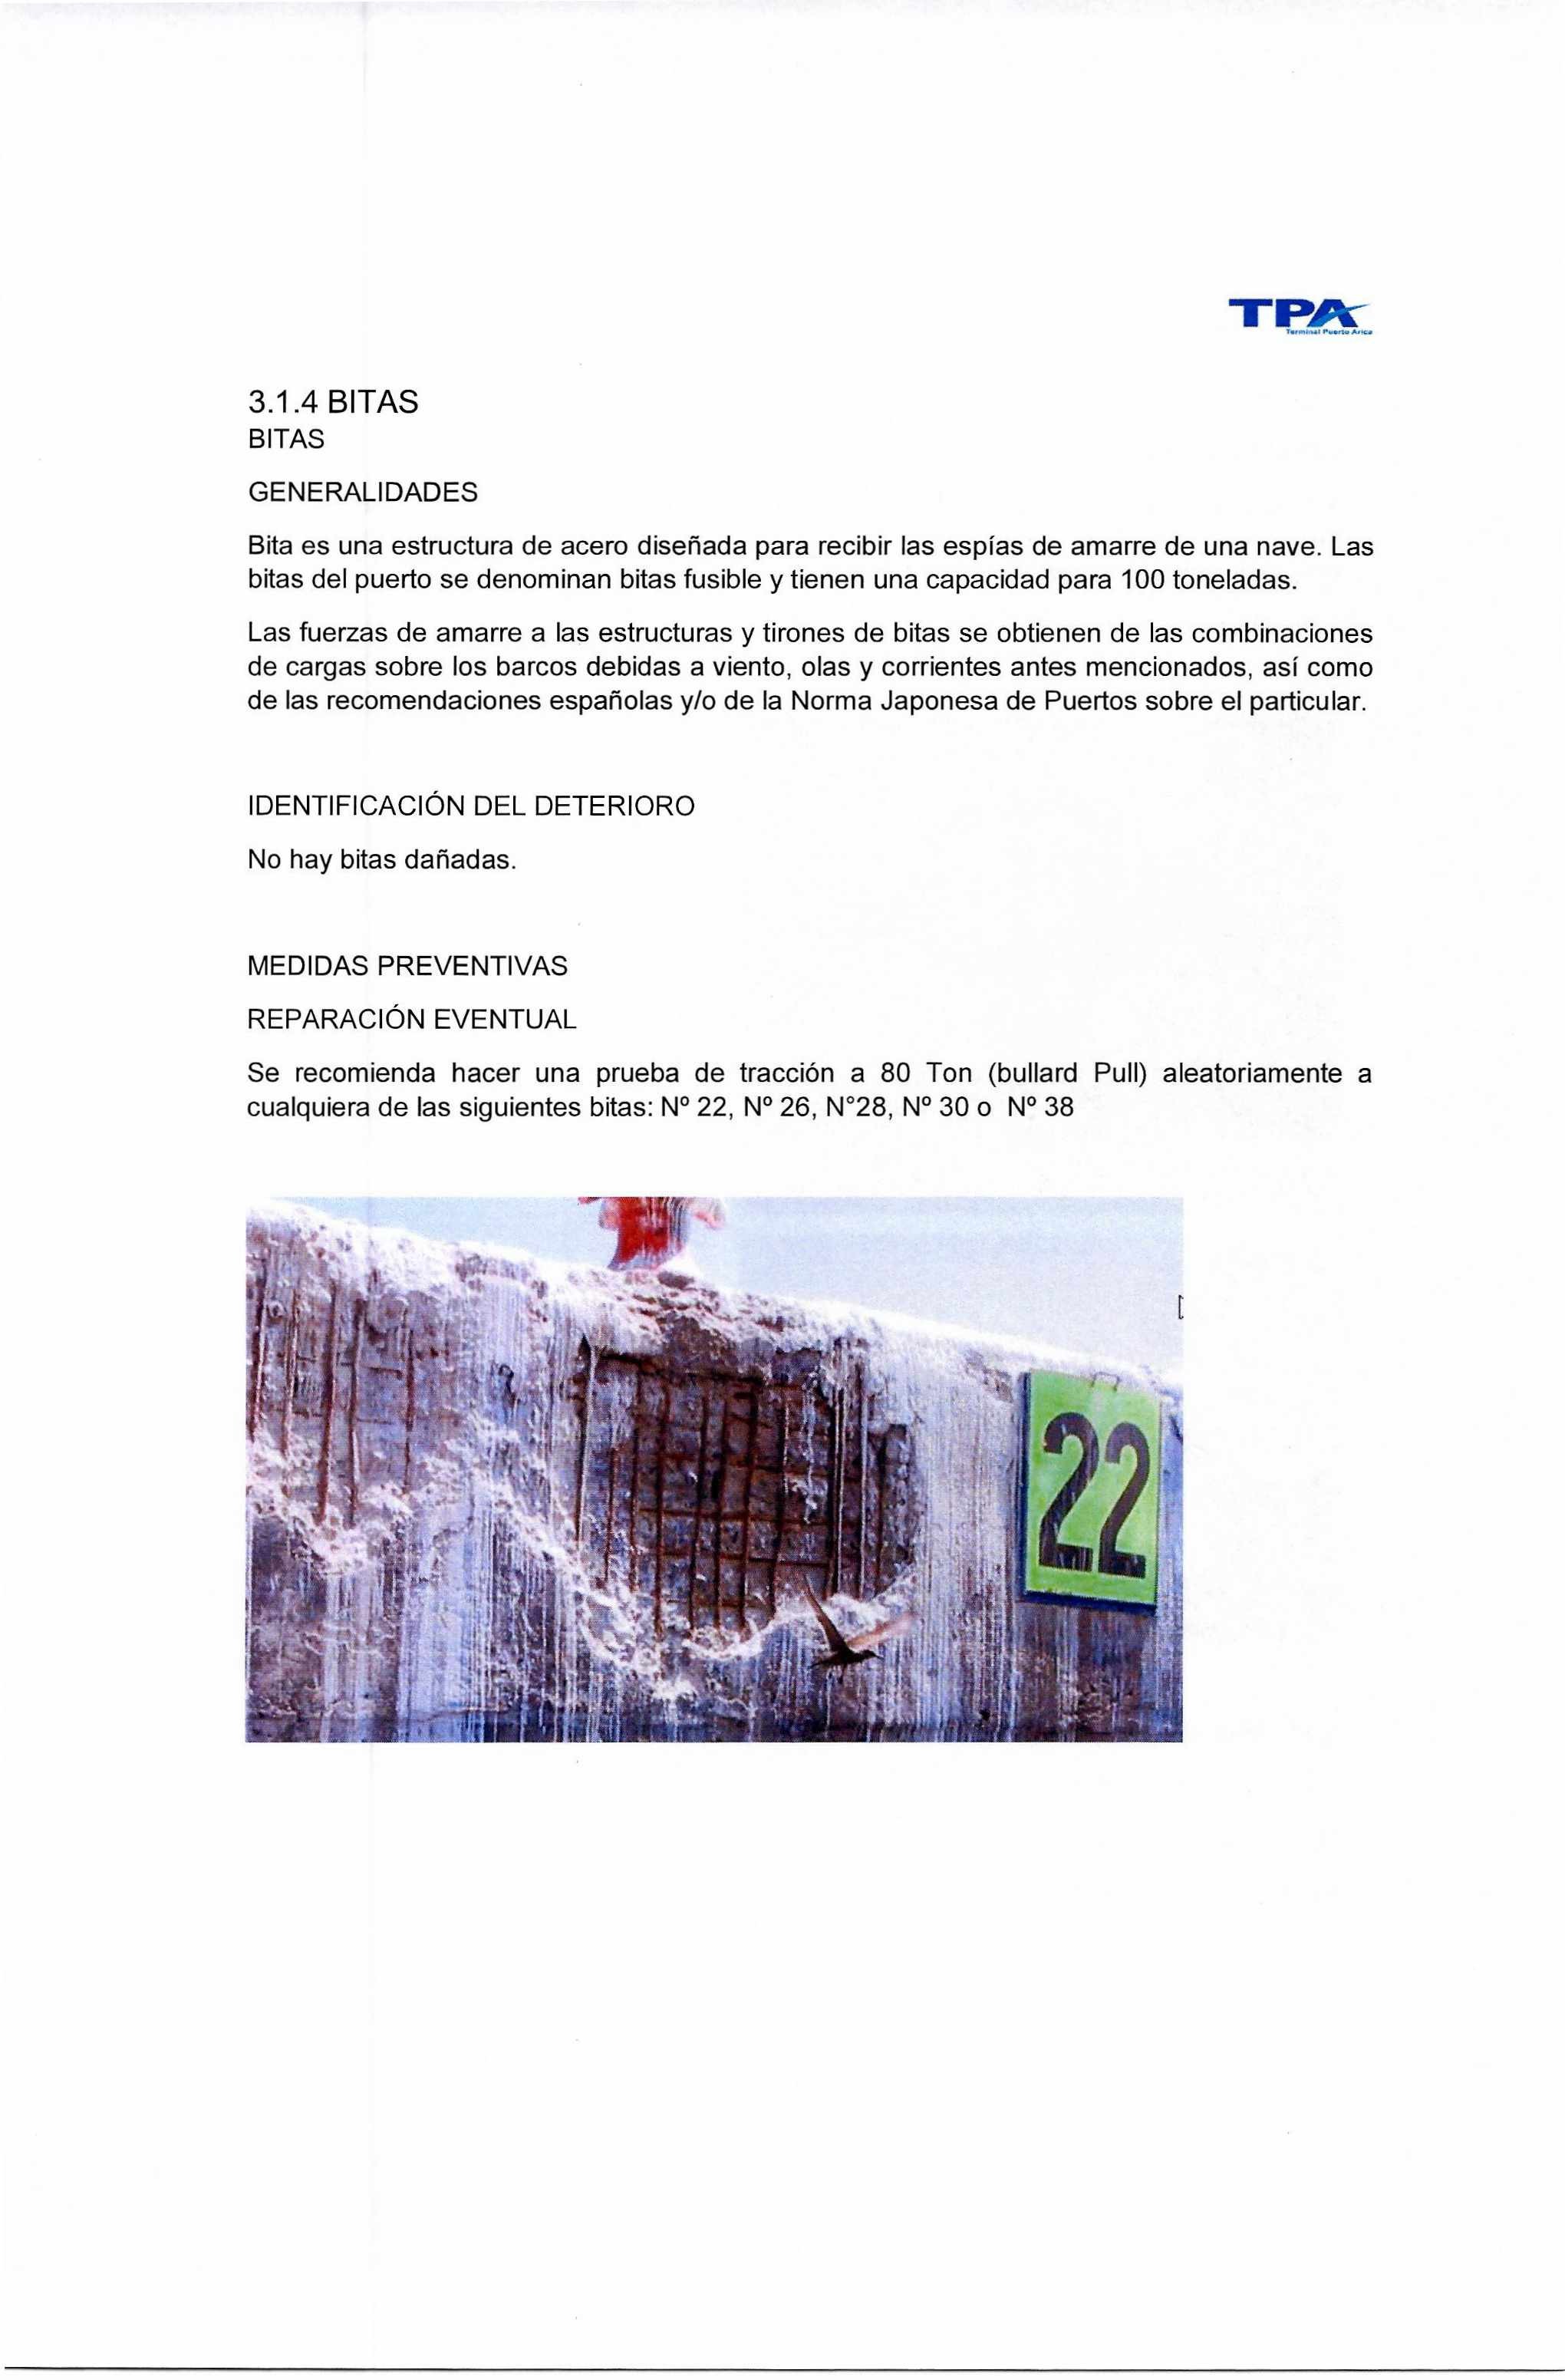 TPA
Terminal Puerto Arica
3.1.4 BITAS
BITAS
GENERALIDADES
Bita es una estructura de acero diseñada para recibir las espías de amarre de una nave. Las
bitas del puerto se denominan bitas fusible y tienen una capacidad para 100 toneladas.
Las fuerzas de amarre a las estructuras y tirones de bitas se obtienen de las combinaciones
de cargas sobre los barcos debidas a viento, olas y corrientes antes mencionados, así como
de las recomendaciones españolas y/o de la Norma Japonesa de Puertos sobre el particular.
IDENTIFICACIÓN DEL DETERIORO
No hay bitas dañadas.
MEDIDAS PREVENTIVAS
REPARACIÓN EVENTUAL
Se recomienda hacer una prueba de tracción a 80 Ton (bullard Pull) aleatoriamente a
cualquiera de las siguientes bitas: Nº 22, Nº 26, N°28, Nº 30 o Nº 38
22